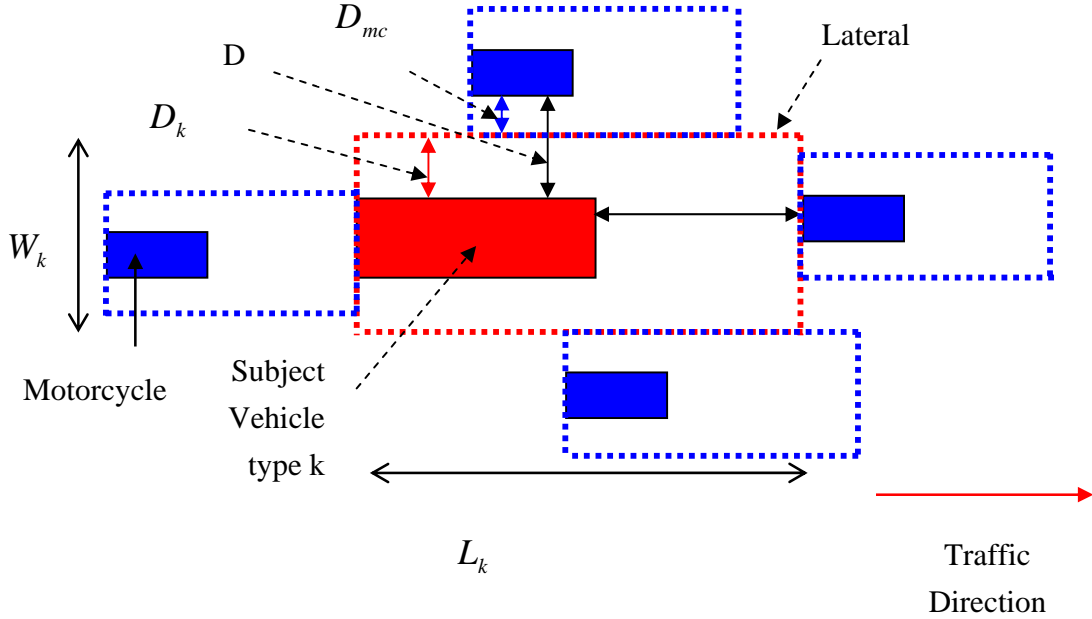 D_mc
D
Lateral
D_k
W_k
Motorcycle
Subject
Vehicle
type k
L_k
Traffic
Direction